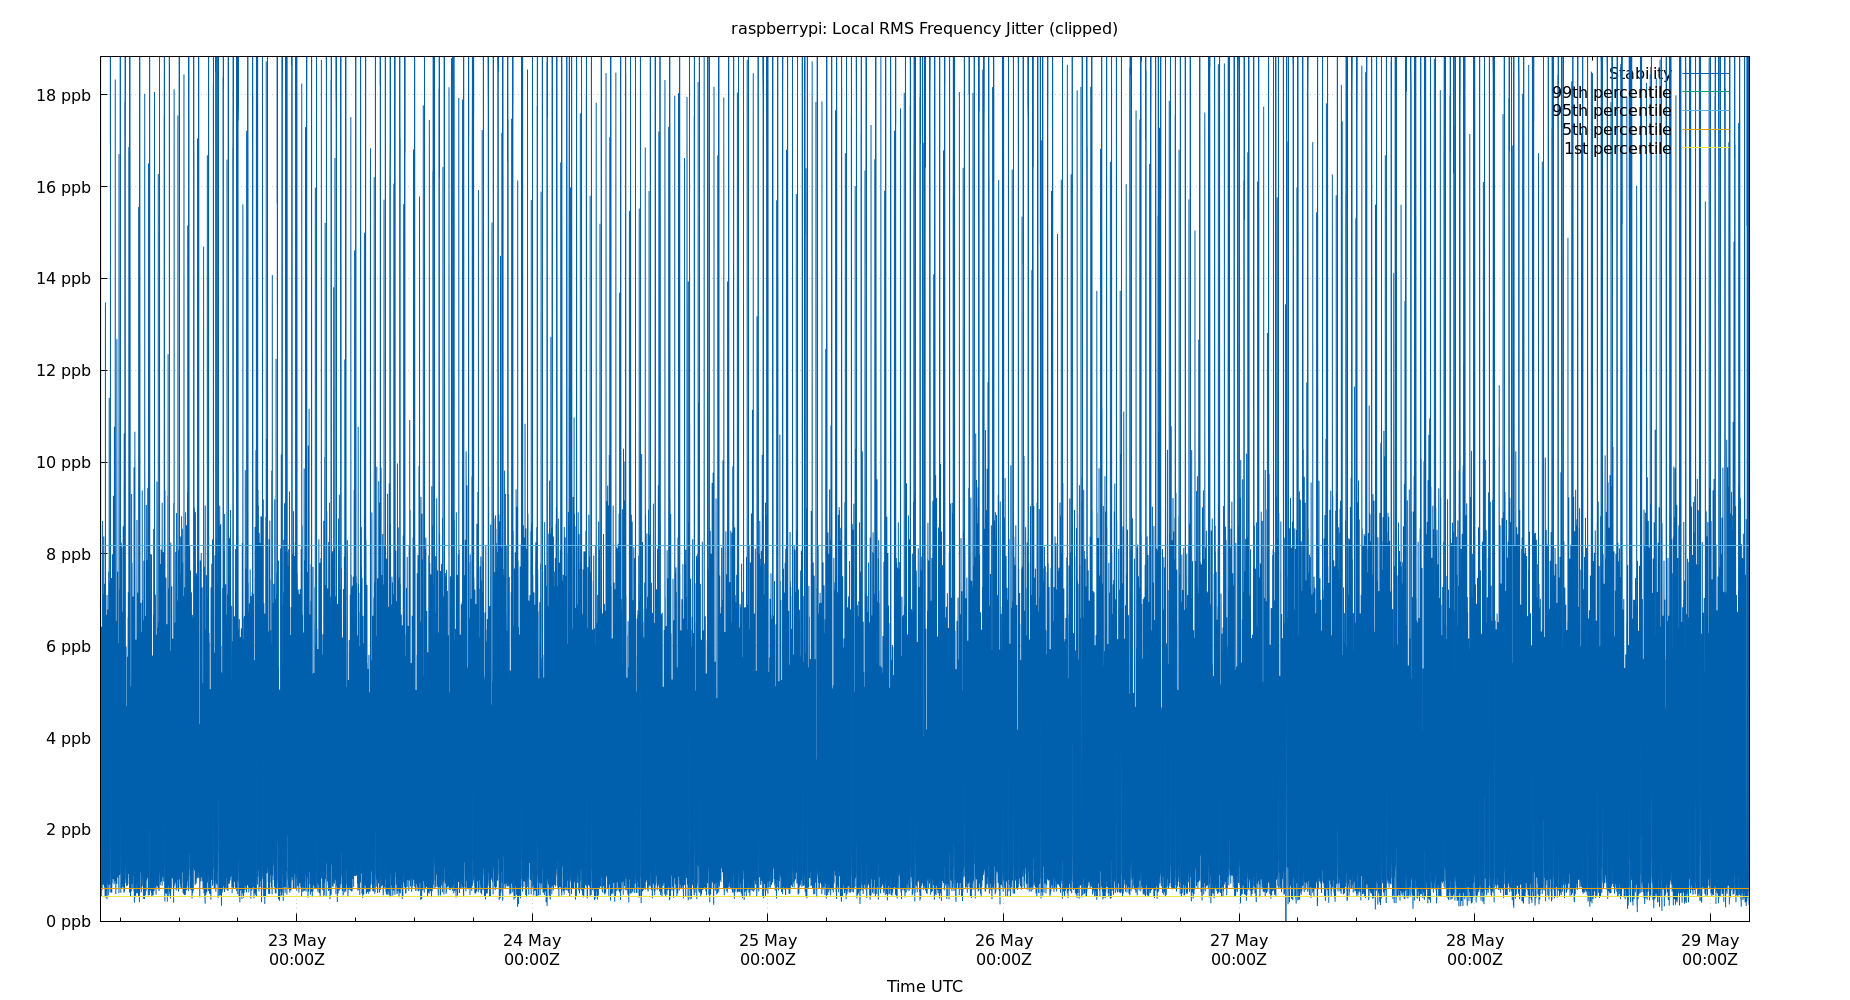 raspberrypi: Local RMS Frequency Jitter (clipped)
18 ppb
16 ppb
14 ppb
12 ppb
10 ppb
8 ppb
6 ppb
4 ppb
2 ppb
0 ppb
Stability
99th percentile
95th percentile
5th percentile
1st percentile
23 May 24 May 25 May 26 May 27 May 28 May 29 May
00:00Z 00:00Z 00:00Z 00:00Z 00:00Z 00:00Z 00:00Z
Time UTC